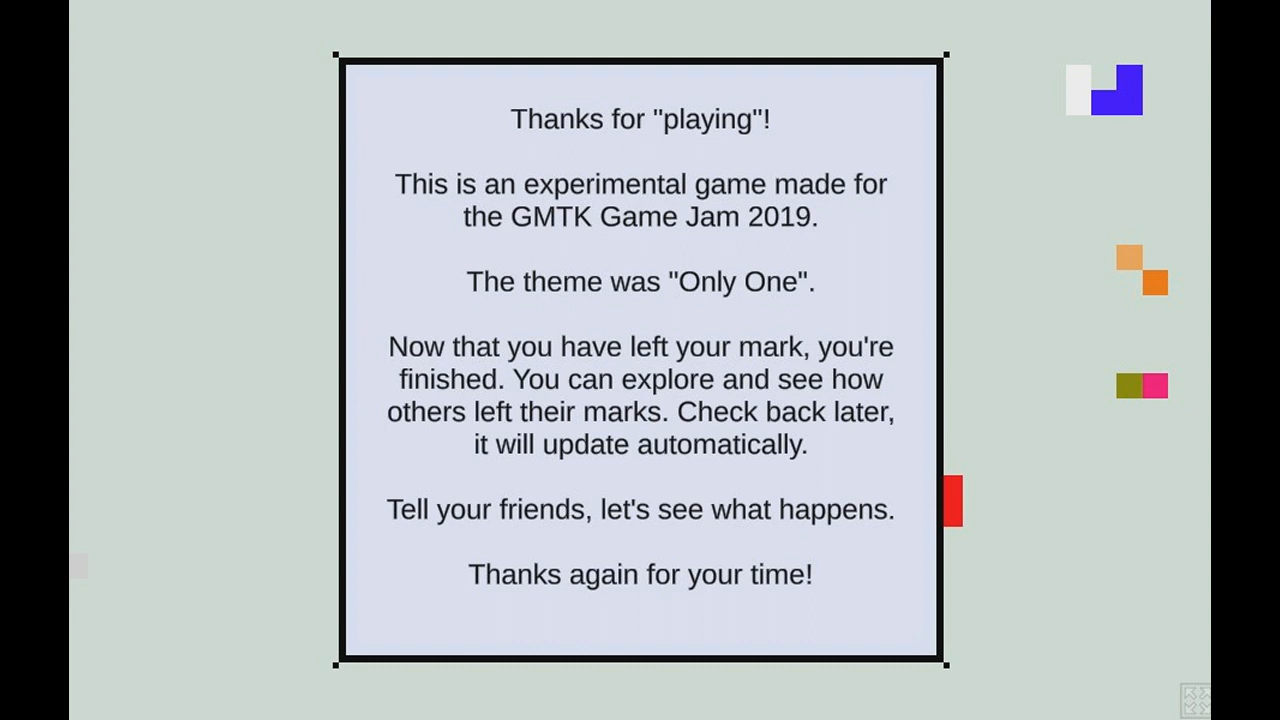 Thanks for "playing"!
This is an experimental game made for
the GMTK Game Jam 2019.
The theme was "Only One".
Now that you have left your mark, you're
finished. You can explore and see how
others left their marks. Check back later,
it will update automatically.
Tell your friends, let's see what happens.
Thanks again for your time!